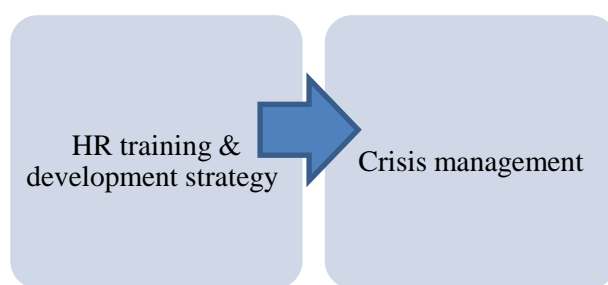 HR training &
development strategy
Crisis management